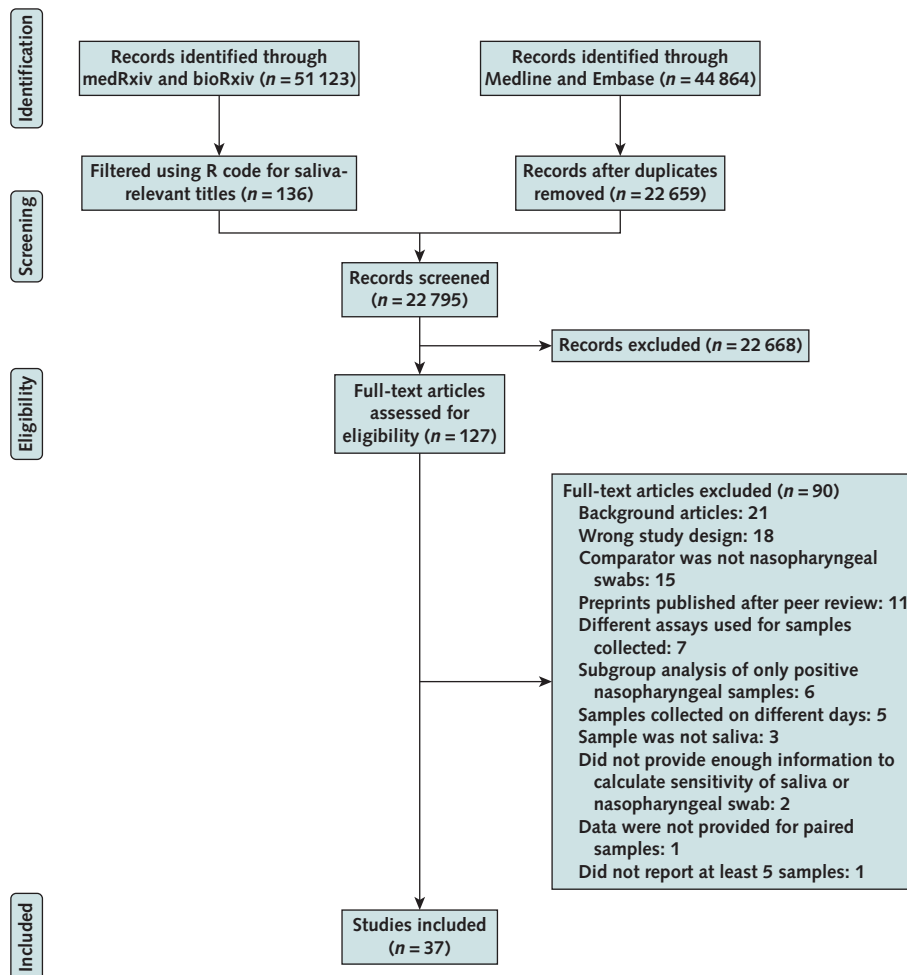 Identification
Records identified through
medRxiv and bioRxiv (n = 51 123)
Records identified through
Medline and Embase (n = 44 864)
Filtered using R code for saliva-
relevant titles (n = 136)
Records after duplicates
removed (n = 22 659)
Screening
Records screened
(n = 22 795)
Records excluded (n = 22 668)
Eligibility
Full-text articles
assessed for
eligibility (n = 127)
Full-text articles excluded (n = 90)
Background articles: 21
Wrong study design: 18
Comparator was not nasopharyngeal
swabs: 15
Preprints published after peer review: 11
Different assays used for samples
collected: 7
Subgroup analysis of only positive
nasopharyngeal samples: 6
Samples collected on different days: 5
Sample was not saliva: 3
Did not provide enough information to
calculate sensitivity of saliva or
nasopharyngeal swab: 2
Data were not provided for paired
samples: 1
Did not report at least 5 samples: 1
Included
Studies included
(n = 37)